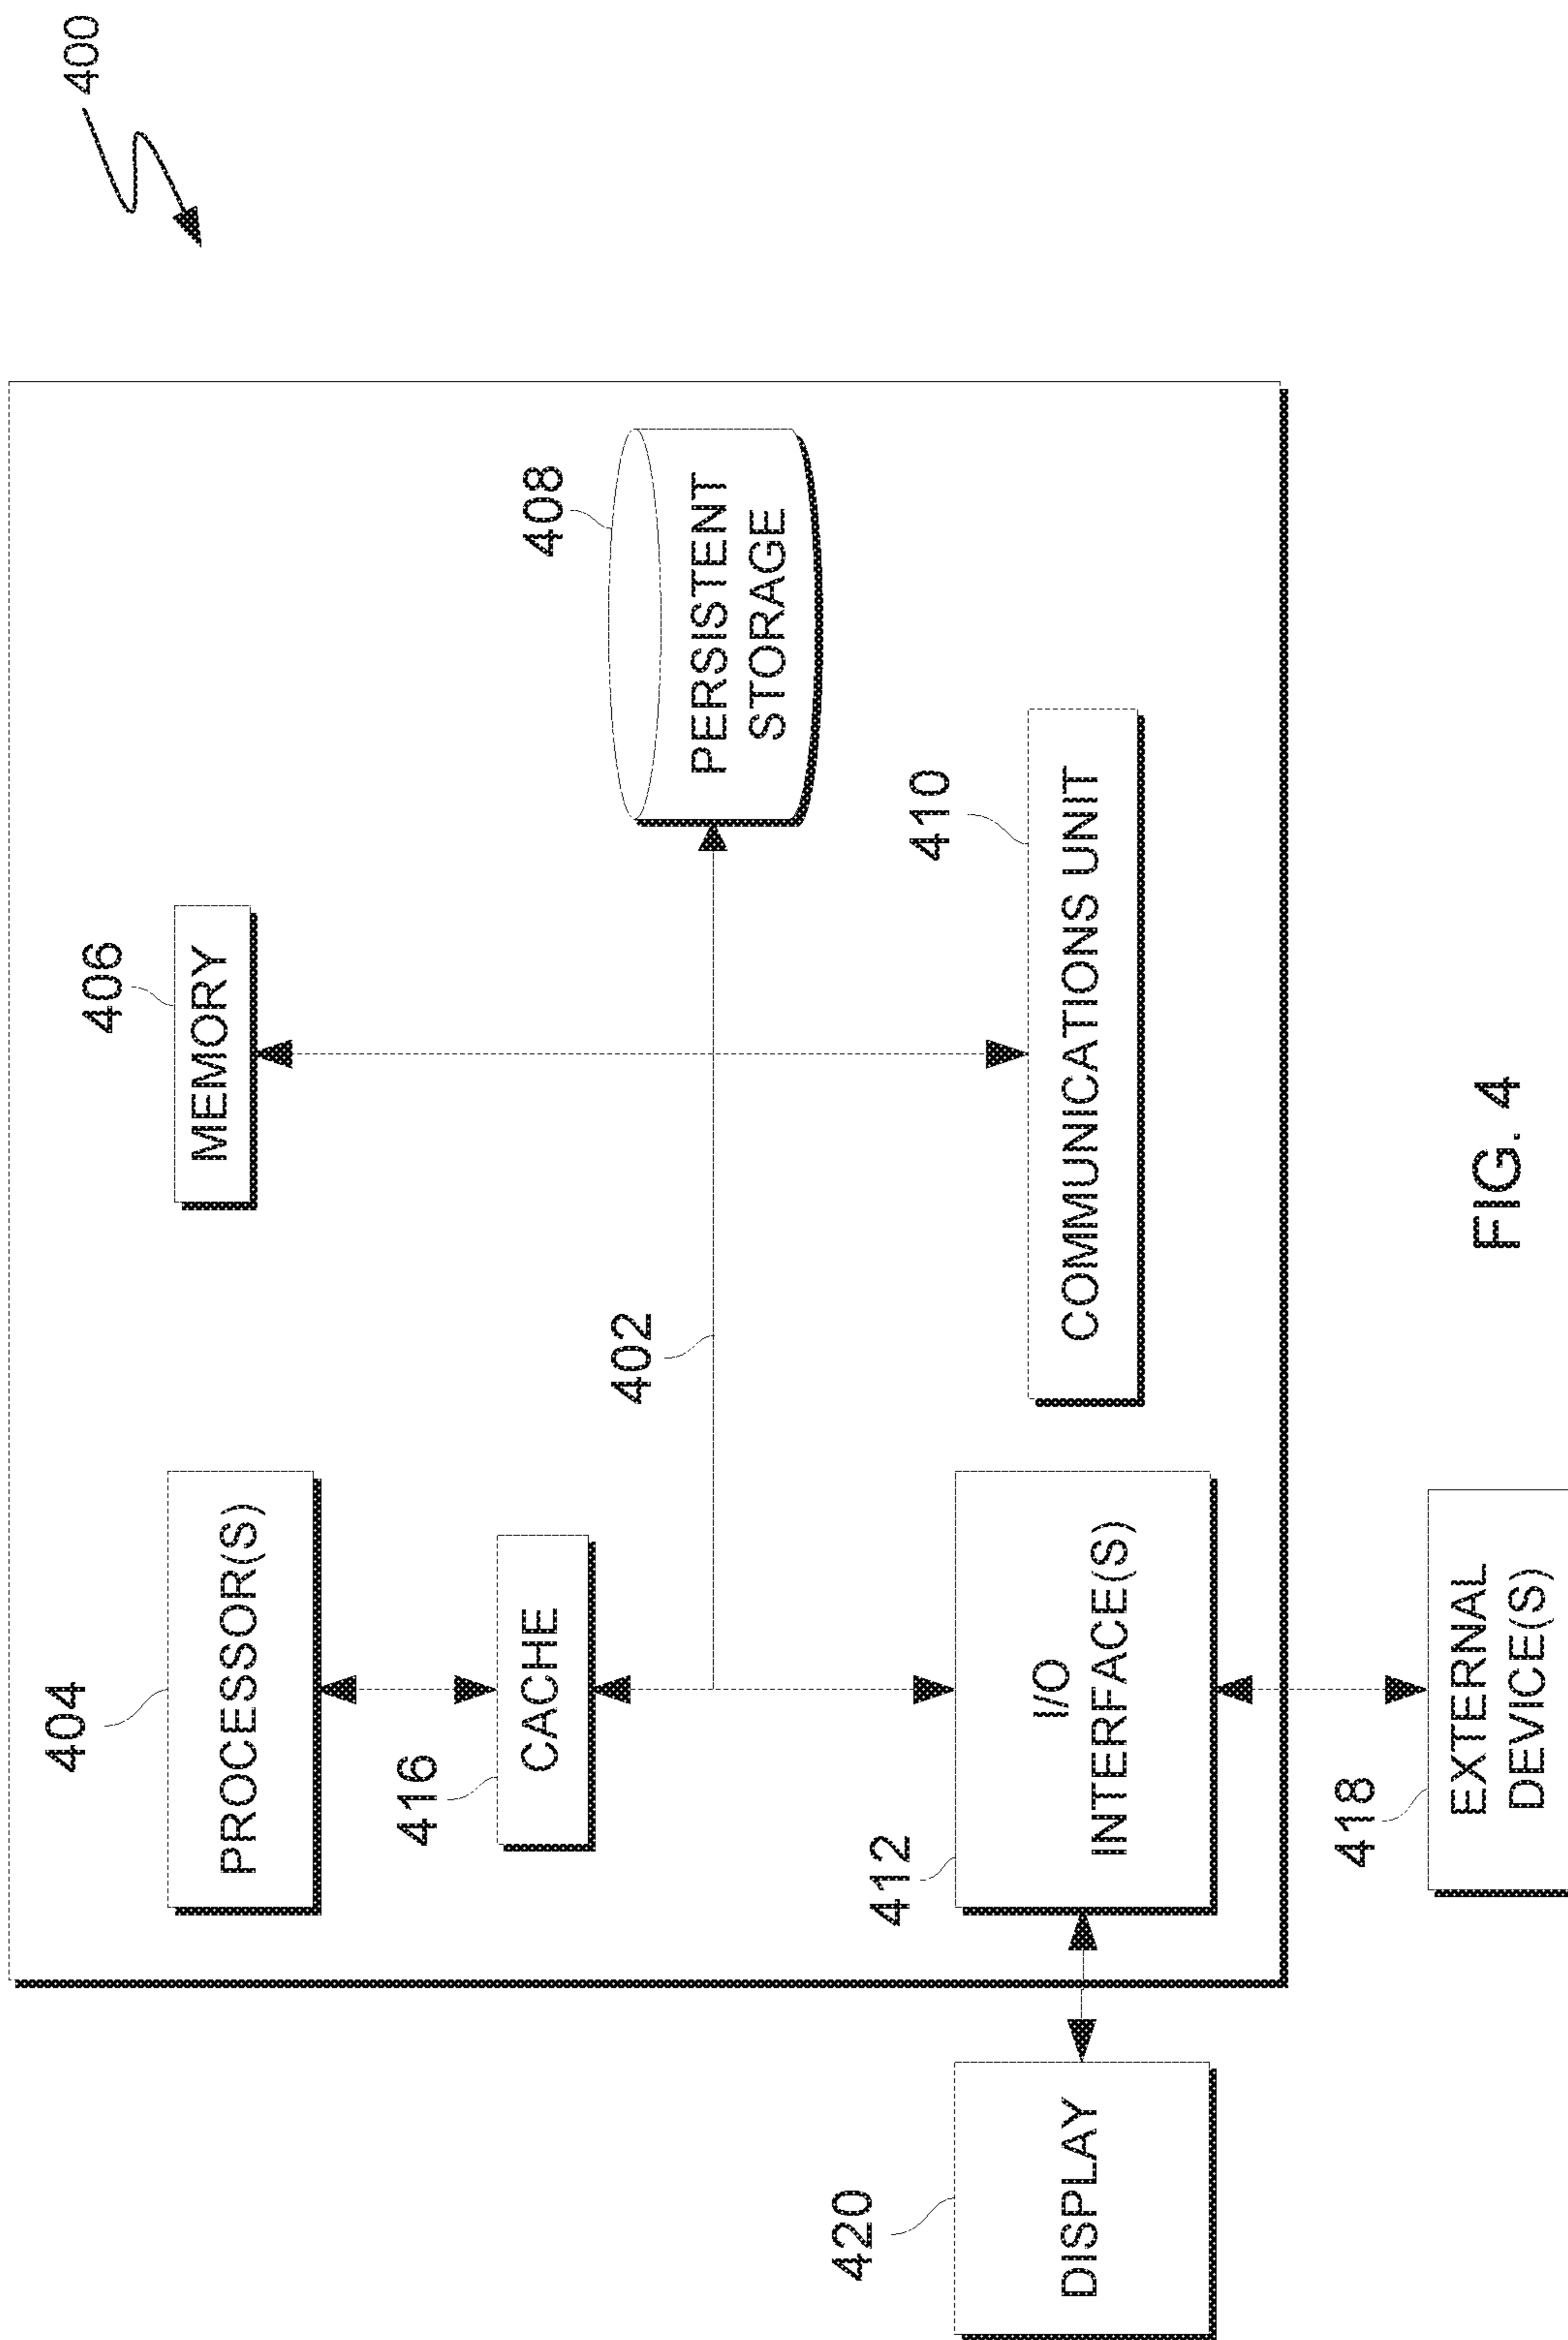 400
404
PROCESSOR(S)
416
CACHE
406
MEMORY
402
408
PERSISTENT
STORAGE
420
DISPLAY
412
I/O
INTERFACE(S)
410
COMMUNICATIONS UNIT
418
EXTERNAL
DEVICE(S)
FIG. 4